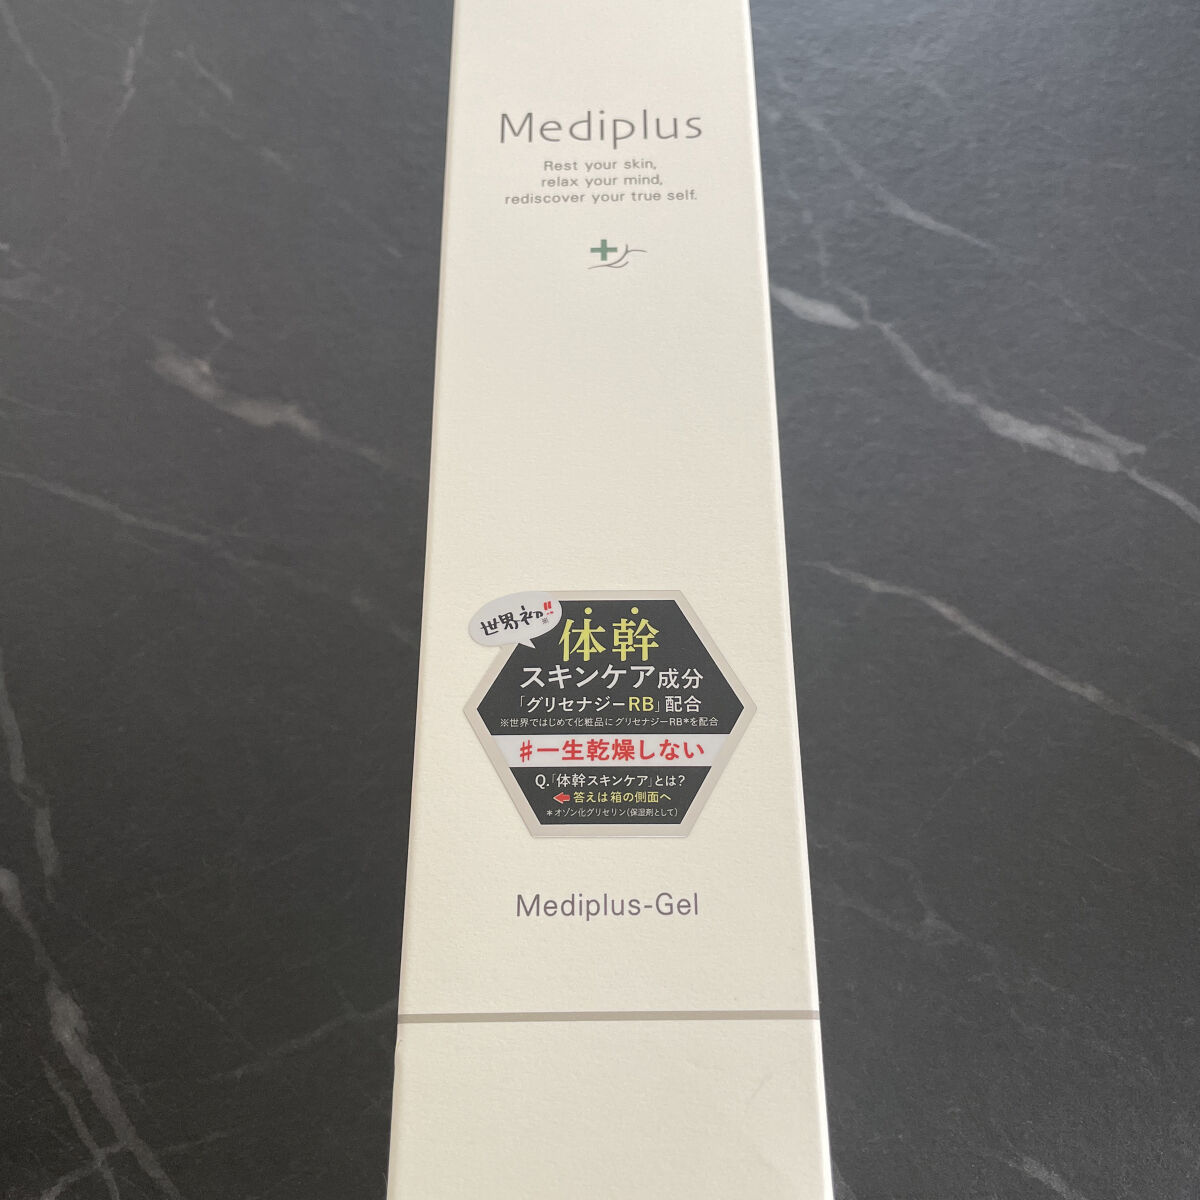 Mediplus
Rest your skin,
relax your mind,
rediscover your true self.
世界初!!※
体幹
スキンケア成分
「グリセナジーRB」配合
※世界ではじめて化粧品にグリセナジーRB*を配合
#一生乾燥しない
Q.「体幹スキンケア」とは?
答えは箱の側面へ
*オゾン化グリセリン(保湿剤として)
Mediplus-Gel